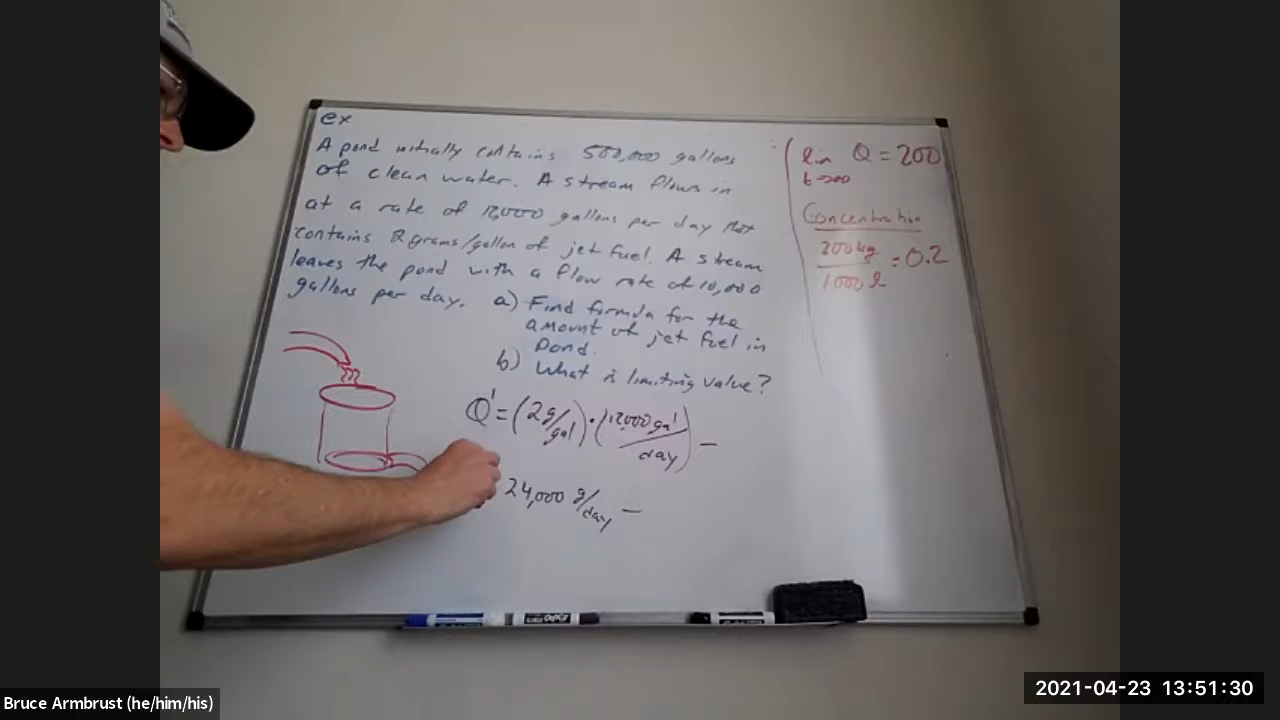 ex
A pond initially contains 500,000 gallons
of clean water. A stream flows in
at a rate of 12,000 gallons per day that
contains 2 grams/gallon of jet fuel. A stream
leaves the pond with a flow rate of 10,000
gallons per day. a) Find formula for the
amount of jet fuel in
pond.
b) What is limiting value?
Q' = (2g/gal)·(12,000 gal/day) −
24,000 g/day −
lim Q = 200
t→∞
Concentration
200 kg/1000 l = 0.2
EXPO
Bruce Armbrust (he/him/his)
2021-04-23 13:51:30